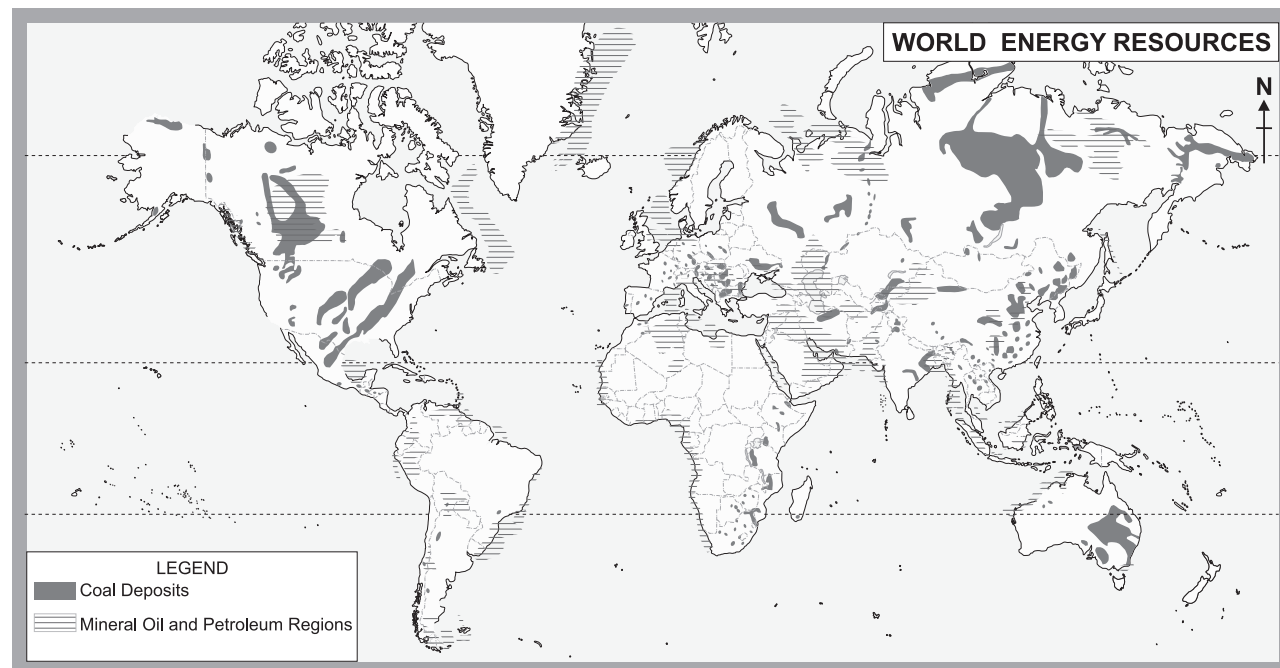 WORLD ENERGY RESOURCES
N
LEGEND
Coal Deposits
Mineral Oil and Petroleum Regions